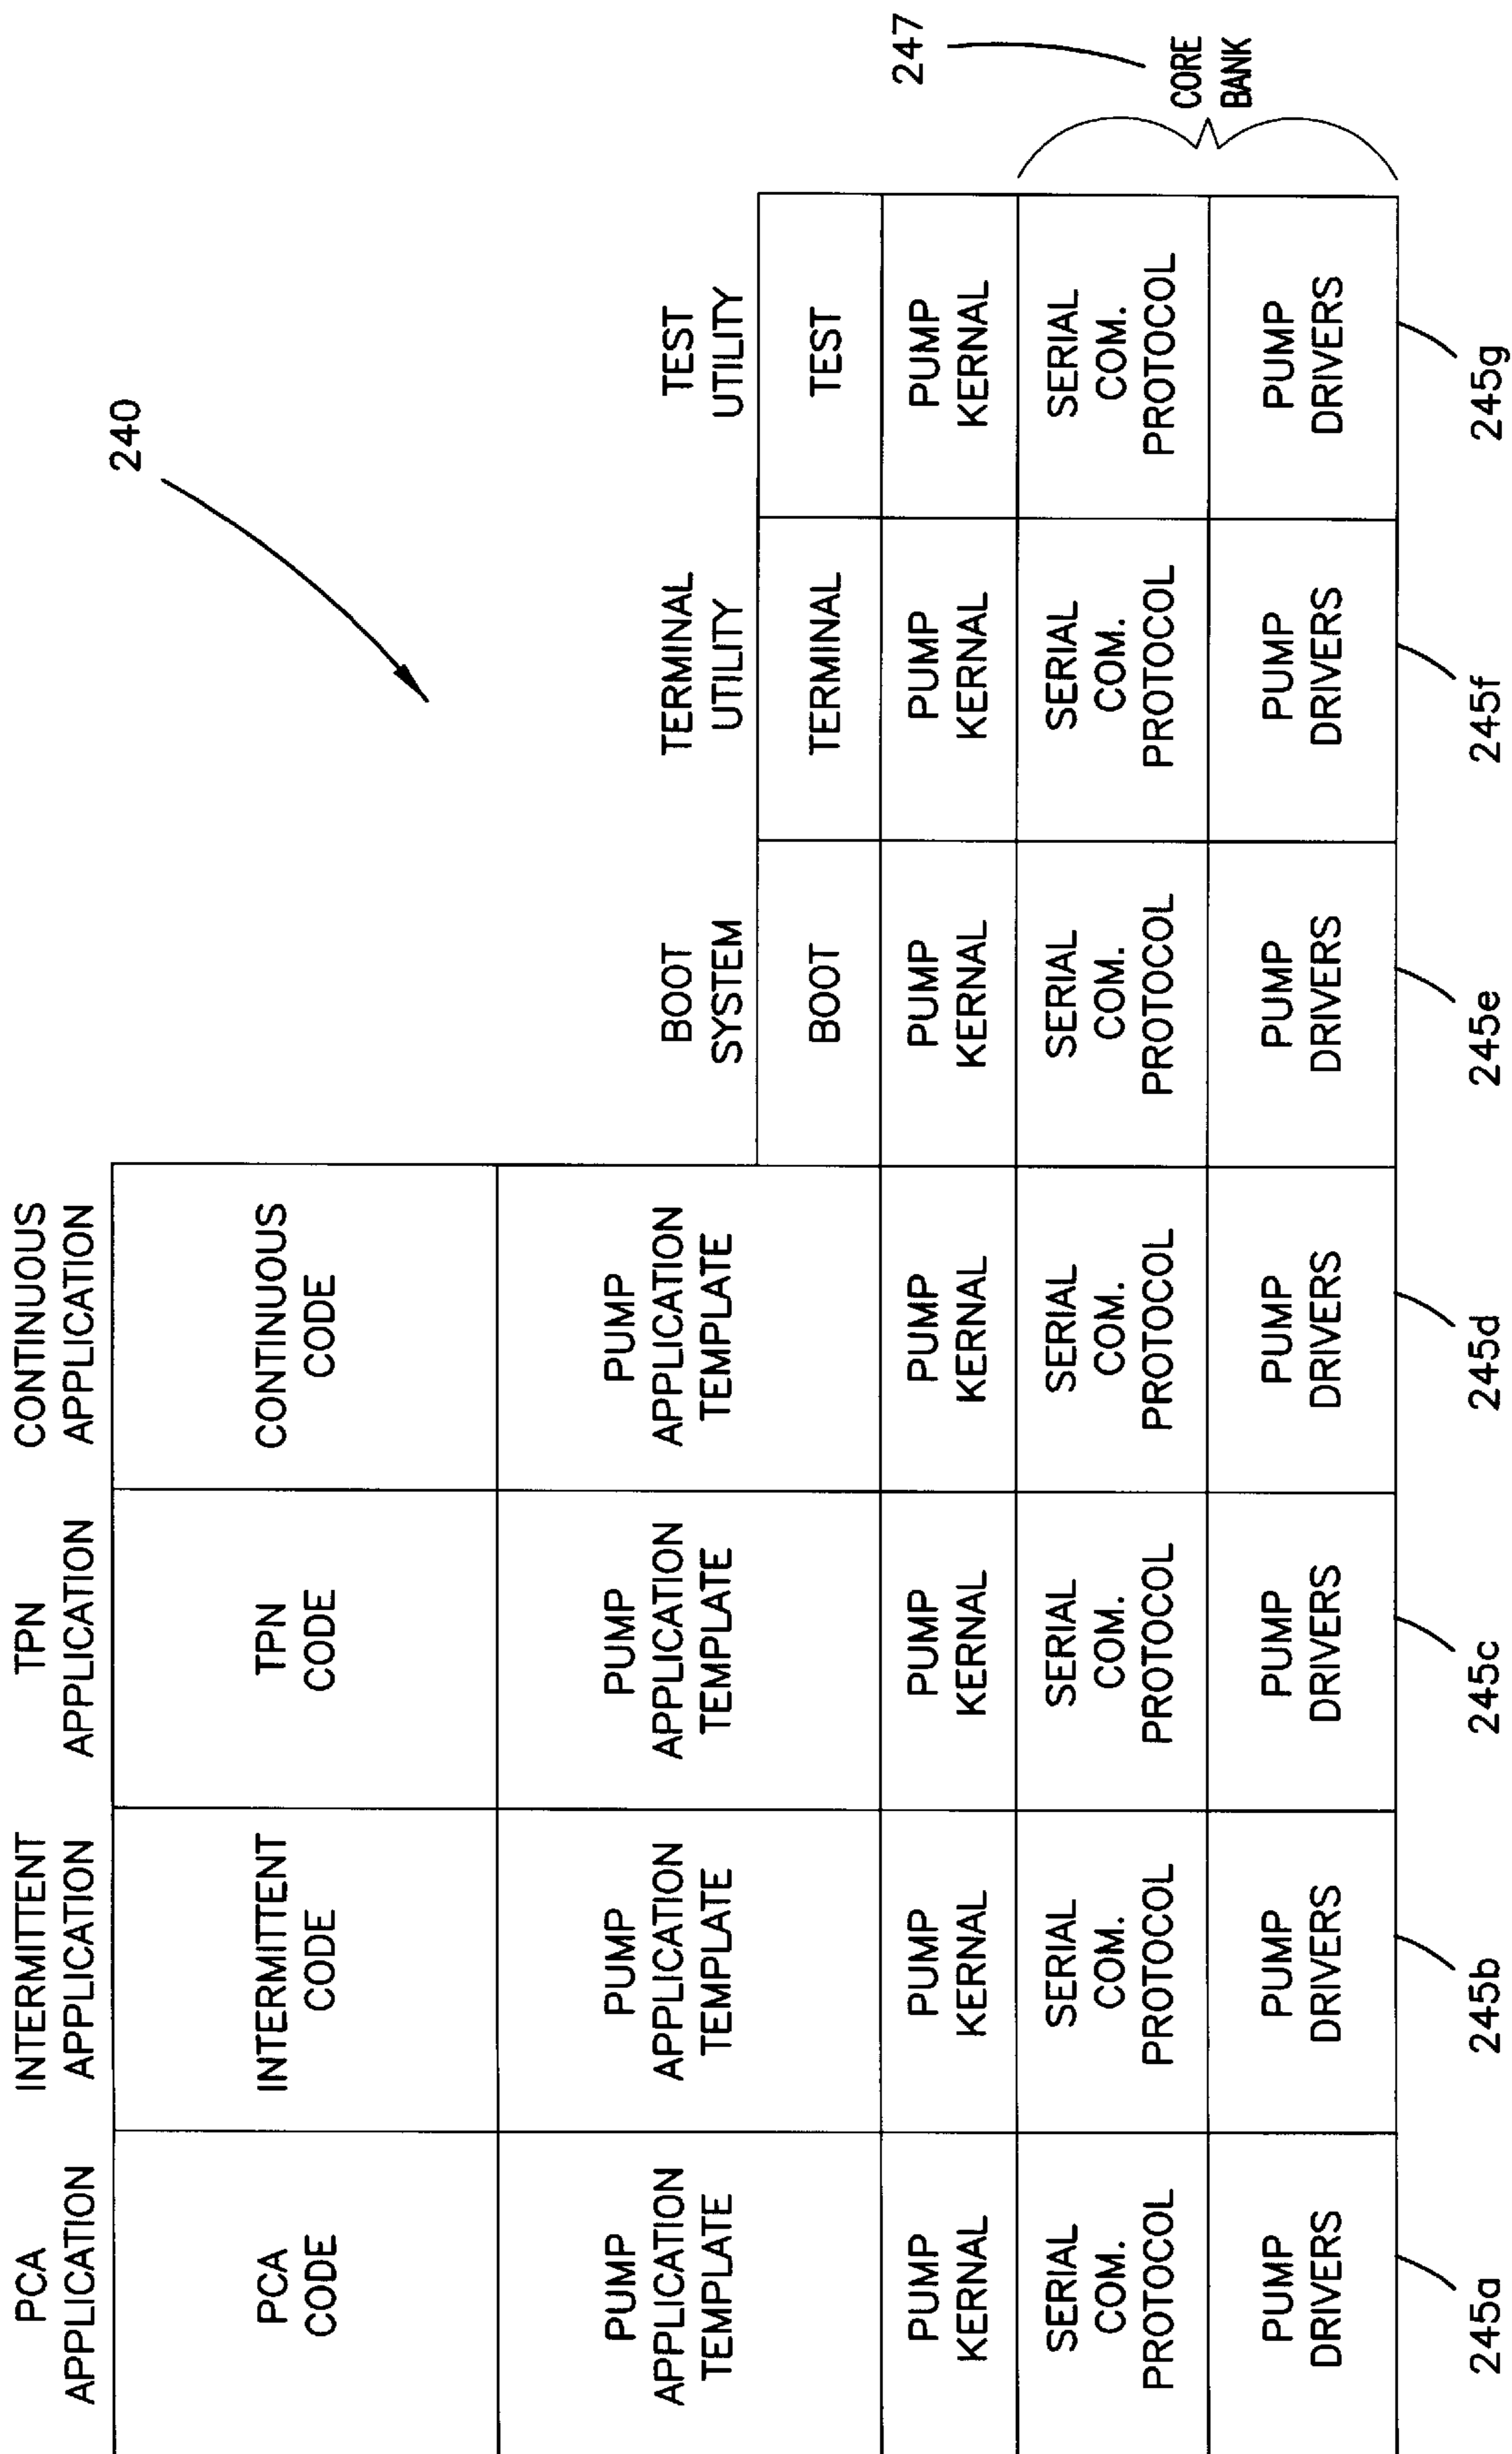 240
PCA
APPLICATION
INTERMITTENT
APPLICATION
TPN
APPLICATION
CONTINUOUS
APPLICATION
PCA
CODE
INTERMITTENT
CODE
TPN
CODE
CONTINUOUS
CODE
BOOT
SYSTEM
TERMINAL
UTILITY
TEST
UTILITY
PUMP
APPLICATION
TEMPLATE
PUMP
APPLICATION
TEMPLATE
PUMP
APPLICATION
TEMPLATE
PUMP
APPLICATION
TEMPLATE
BOOT
TERMINAL
TEST
PUMP
KERNAL
PUMP
KERNAL
PUMP
KERNAL
PUMP
KERNAL
PUMP
KERNAL
PUMP
KERNAL
PUMP
KERNAL
247
SERIAL
COM.
PROTOCOL
SERIAL
COM.
PROTOCOL
SERIAL
COM.
PROTOCOL
SERIAL
COM.
PROTOCOL
SERIAL
COM.
PROTOCOL
SERIAL
COM.
PROTOCOL
SERIAL
COM.
PROTOCOL
CORE
BANK
PUMP
DRIVERS
PUMP
DRIVERS
PUMP
DRIVERS
PUMP
DRIVERS
PUMP
DRIVERS
PUMP
DRIVERS
PUMP
DRIVERS
245a
245b
245c
245d
245e
245f
245g